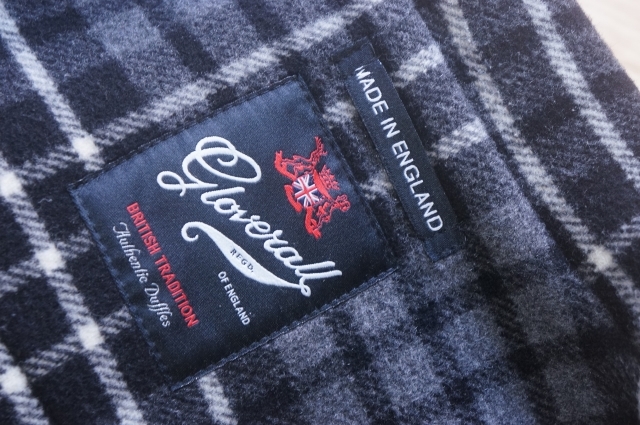 Gloverall
REGD.
OF ENGLAND
BRITISH TRADITION
Authentic Duffles
MADE IN ENGLAND